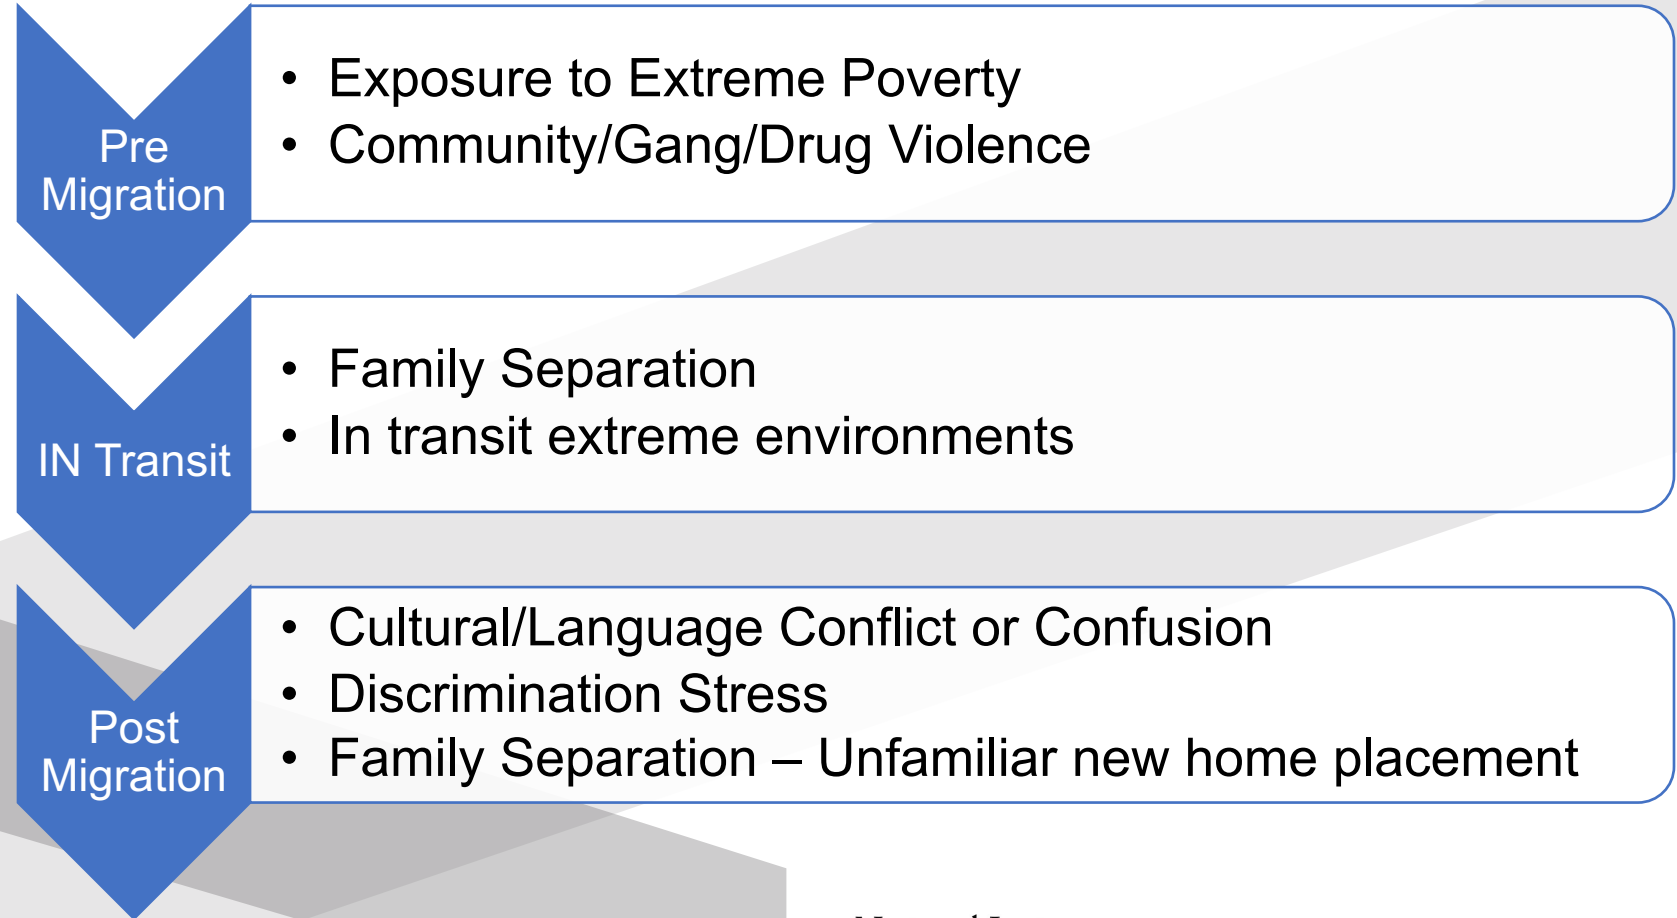 Pre
Migration
• Exposure to Extreme Poverty
• Community/Gang/Drug Violence
IN Transit
• Family Separation
• In transit extreme environments
Post
Migration
• Cultural/Language Conflict or Confusion
• Discrimination Stress
• Family Separation – Unfamiliar new home placement